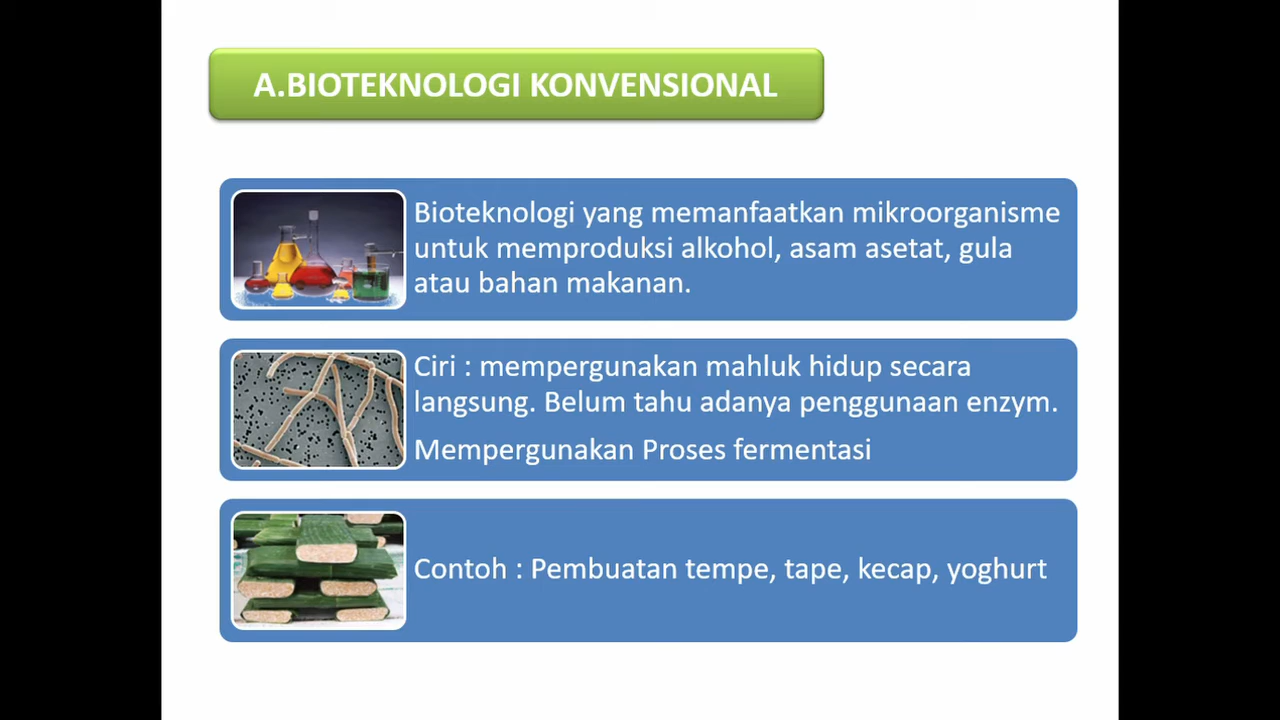 A.BIOTEKNOLOGI KONVENSIONAL
Bioteknologi yang memanfaatkan mikroorganisme
untuk memproduksi alkohol, asam asetat, gula
atau bahan makanan.
Ciri : mempergunakan mahluk hidup secara
langsung. Belum tahu adanya penggunaan enzym.
Mempergunakan Proses fermentasi
Contoh : Pembuatan tempe, tape, kecap, yoghurt